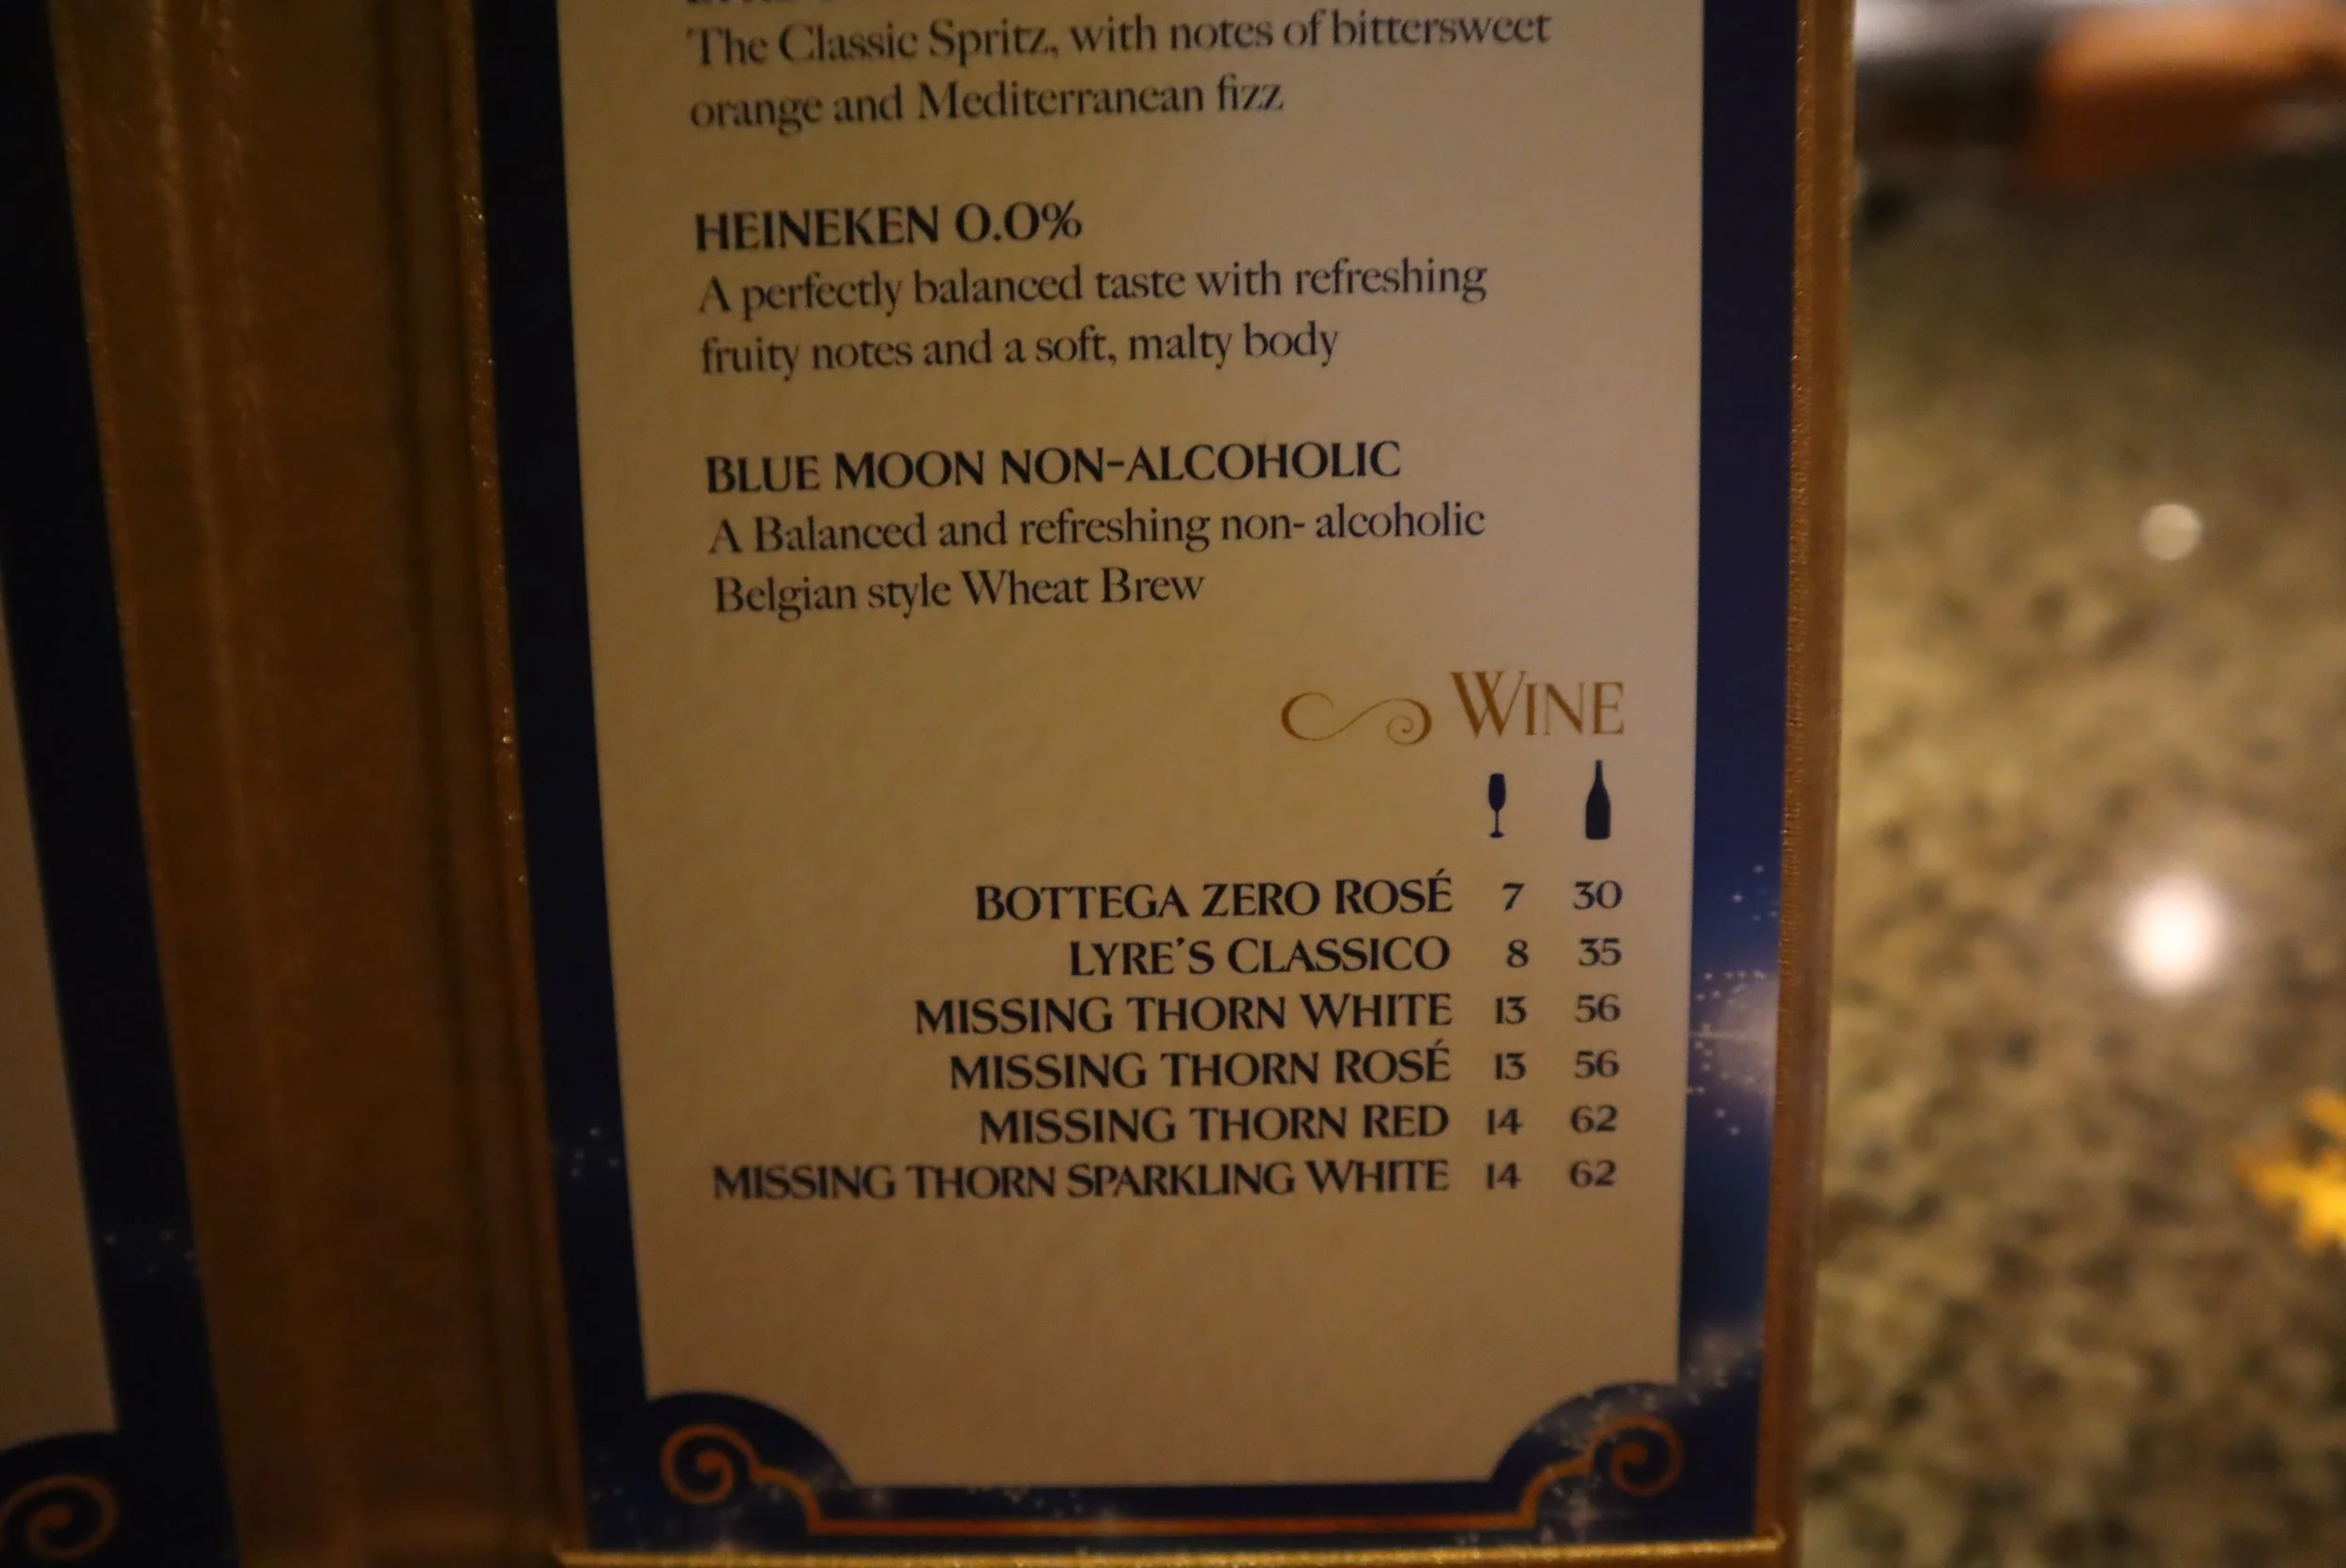 The Classic Spritz, with notes of bittersweet
orange and Mediterranean fizz
HEINEKEN 0.0%
A perfectly balanced taste with refreshing
fruity notes and a soft, malty body
BLUE MOON NON-ALCOHOLIC
A Balanced and refreshing non- alcoholic
Belgian style Wheat Brew
WINE
BOTTEGA ZERO ROSÉ 7 30
LYRE'S CLASSICO 8 35
MISSING THORN WHITE 13 56
MISSING THORN ROSÉ 13 56
MISSING THORN RED 14 62
MISSING THORN SPARKLING WHITE 14 62